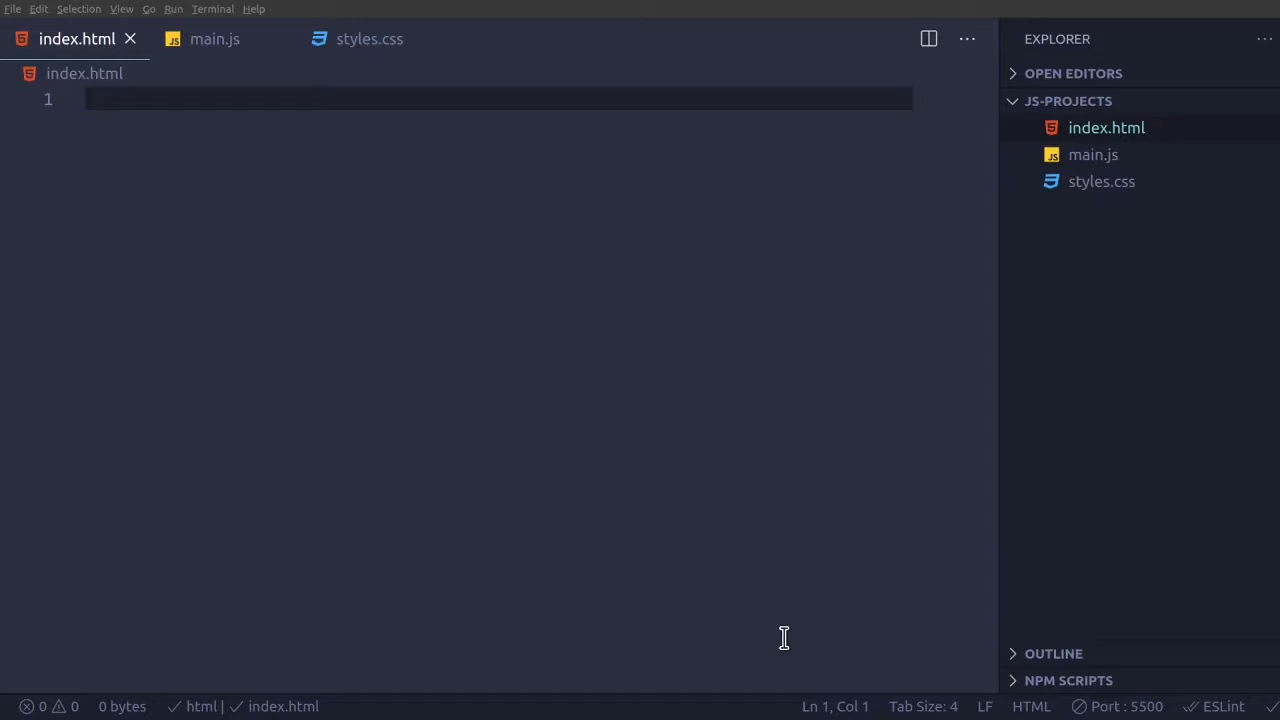 File Edit Selection View Go Run Terminal Help
index.html main.js styles.css
index.html
1
EXPLORER
OPEN EDITORS
JS-PROJECTS
index.html
main.js
styles.css
OUTLINE
NPM SCRIPTS
0 0 0 bytes html | index.html Ln 1, Col 1 Tab Size: 4 LF HTML Port : 5500 ESLint